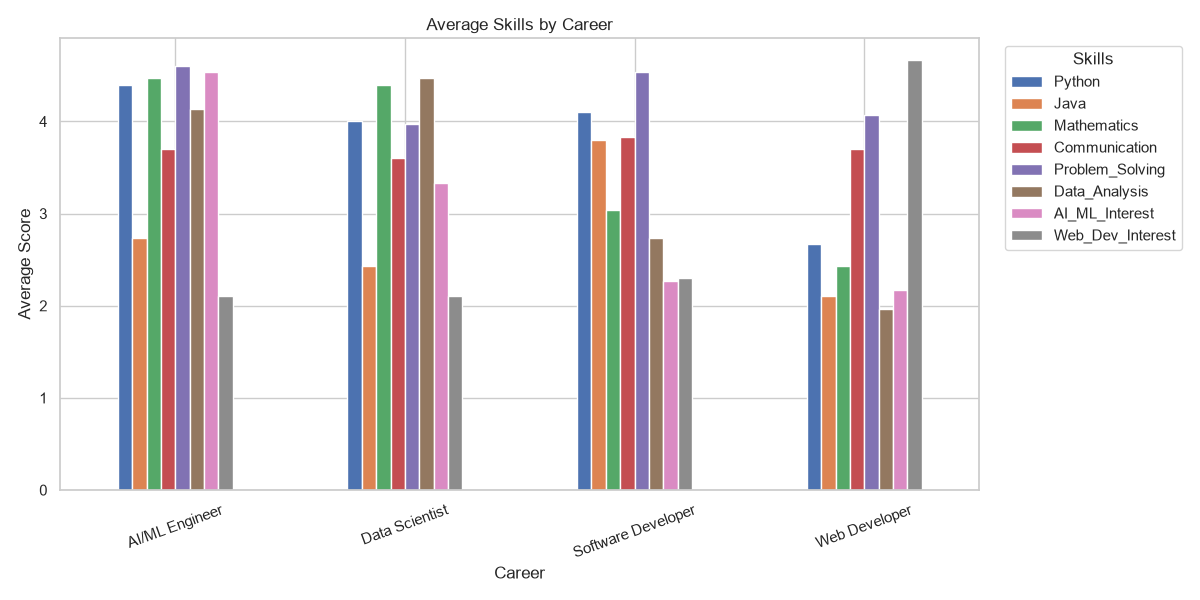 Average Skills by Career
Average Score
4
3
2
1
0
AI/ML Engineer
Data Scientist
Software Developer
Web Developer
Career
Skills
Python
Java
Mathematics
Communication
Problem_Solving
Data_Analysis
AI_ML_Interest
Web_Dev_Interest